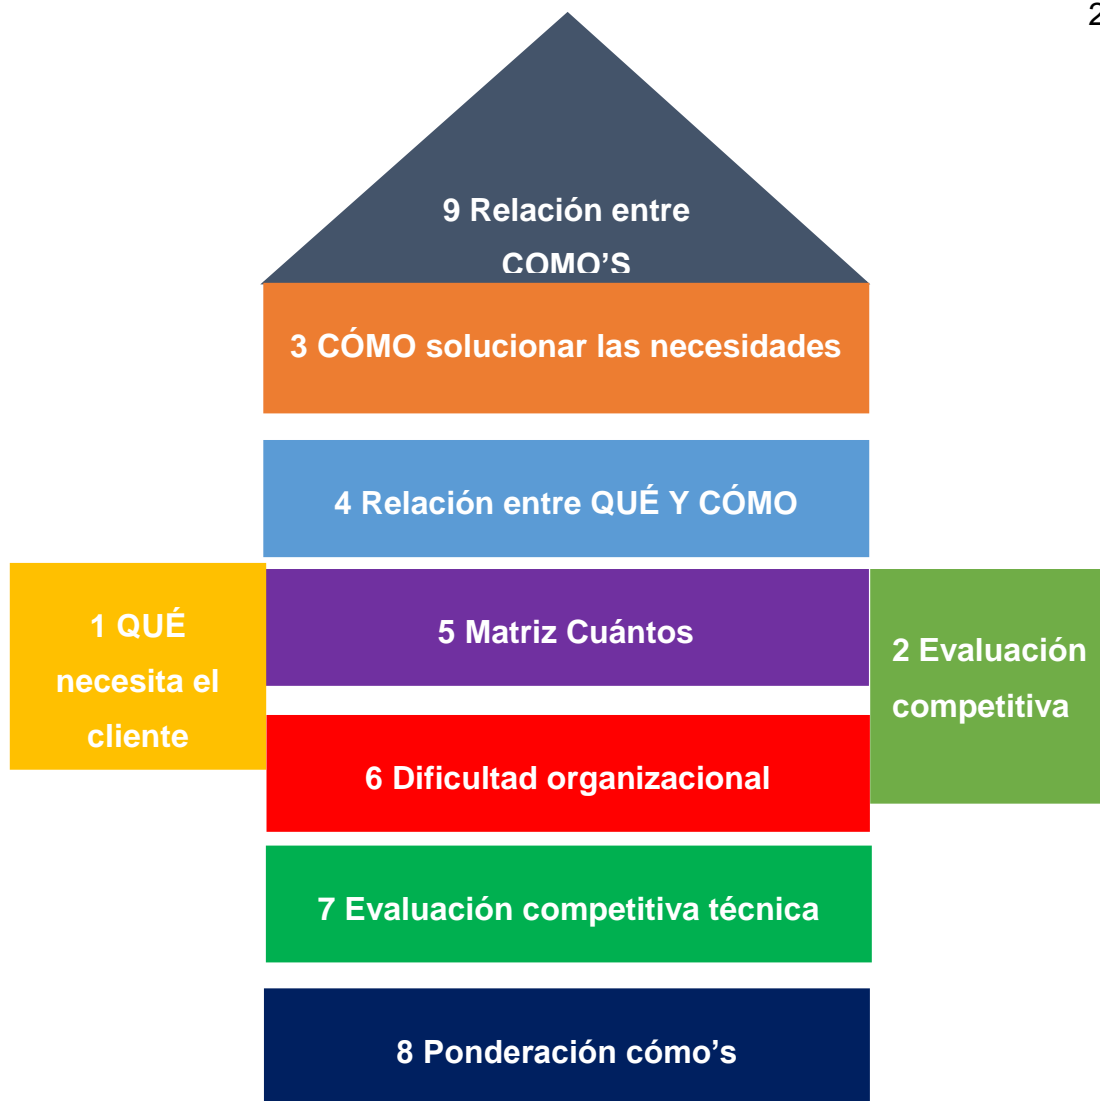 2
9 Relación entre
COMO’S
3 CÓMO solucionar las necesidades
4 Relación entre QUÉ Y CÓMO
1 QUÉ
necesita el
cliente
5 Matriz Cuántos
2 Evaluación
competitiva
6 Dificultad organizacional
7 Evaluación competitiva técnica
8 Ponderación cómo’s